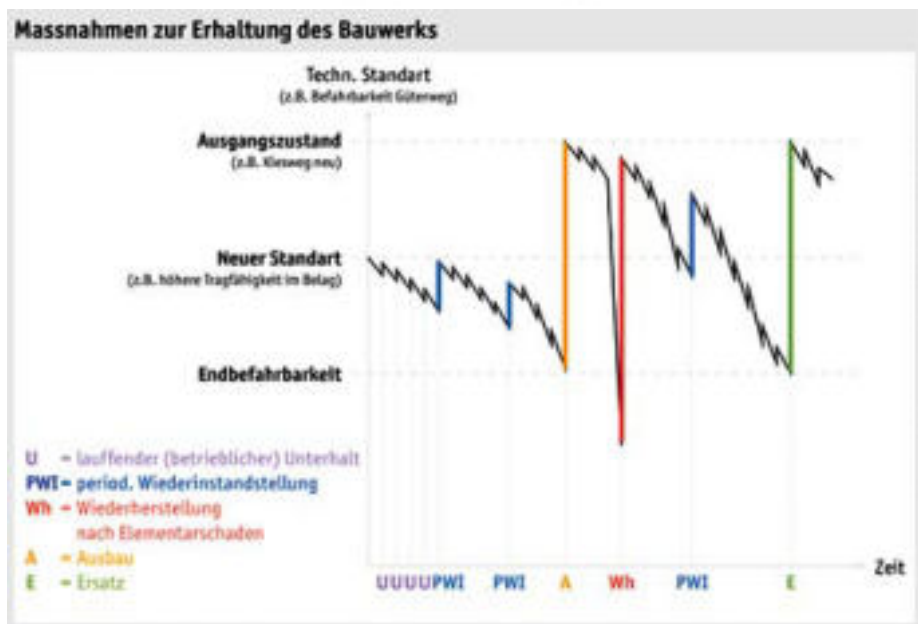 Massnahmen zur Erhaltung des Bauwerks
Techn. Standart
(z.B. Befahrbarkeit Güterweg)
Ausgangszustand
(z.B. Kiesweg neu)
Neuer Standart
(z.B. höhere Tragfähigkeit im Belag)
Endbefahrbarkeit
U = lauffender (betrieblicher) Unterhalt
PWI = period. Wiederinstandstellung
Wh = Wiederherstellung
nach Elementarschaden
A = Ausbau
E = Ersatz
Zeit
U U U U PWI PWI A Wh PWI E